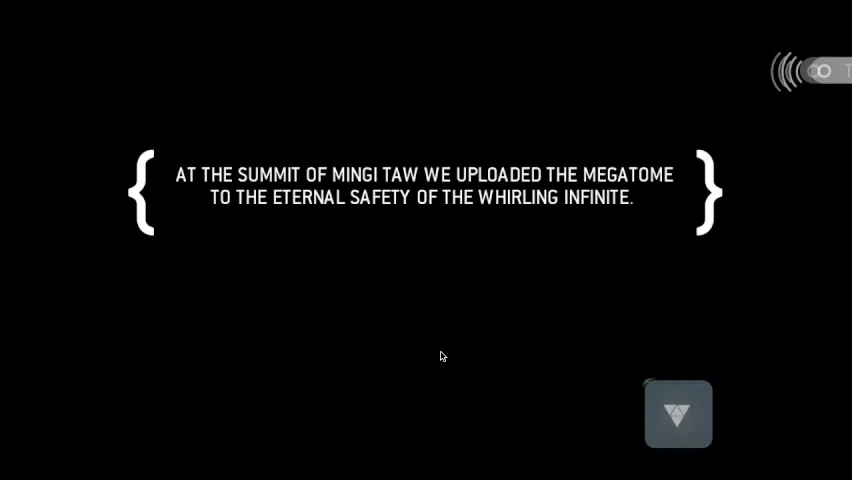 AT THE SUMMIT OF MINGI TAW WE UPLOADED THE MEGATOME
TO THE ETERNAL SAFETY OF THE WHIRLING INFINITE.